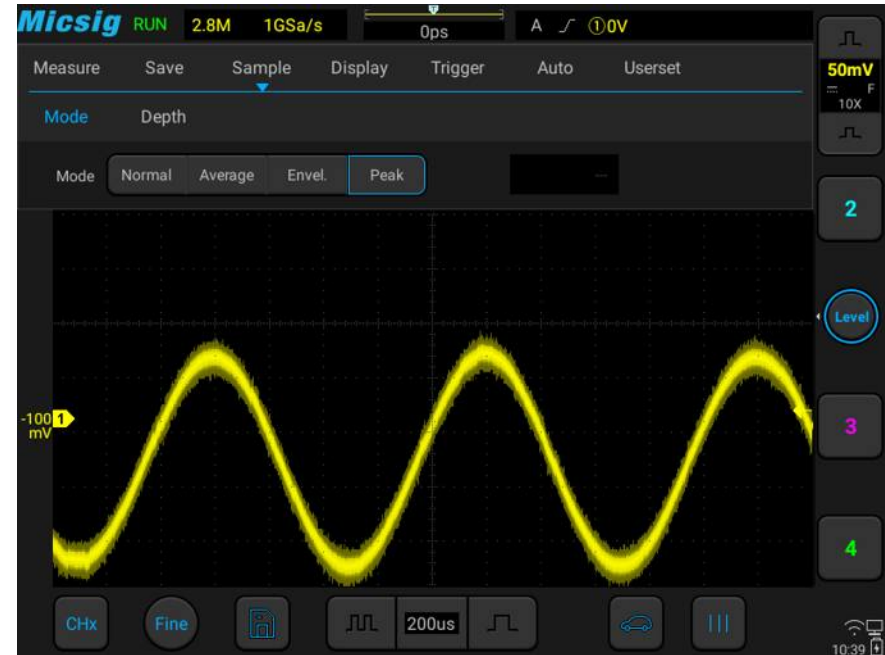 Micsig RUN 2.8M 1GSa/s T 0ps A ①0V
Measure Save Sample Display Trigger Auto Userset
50mV
F
10X
Mode Depth
Mode Normal Average Envel. Peak ---
2
Level
-100 1
mV
3
4
CHx Fine 200us
10:39